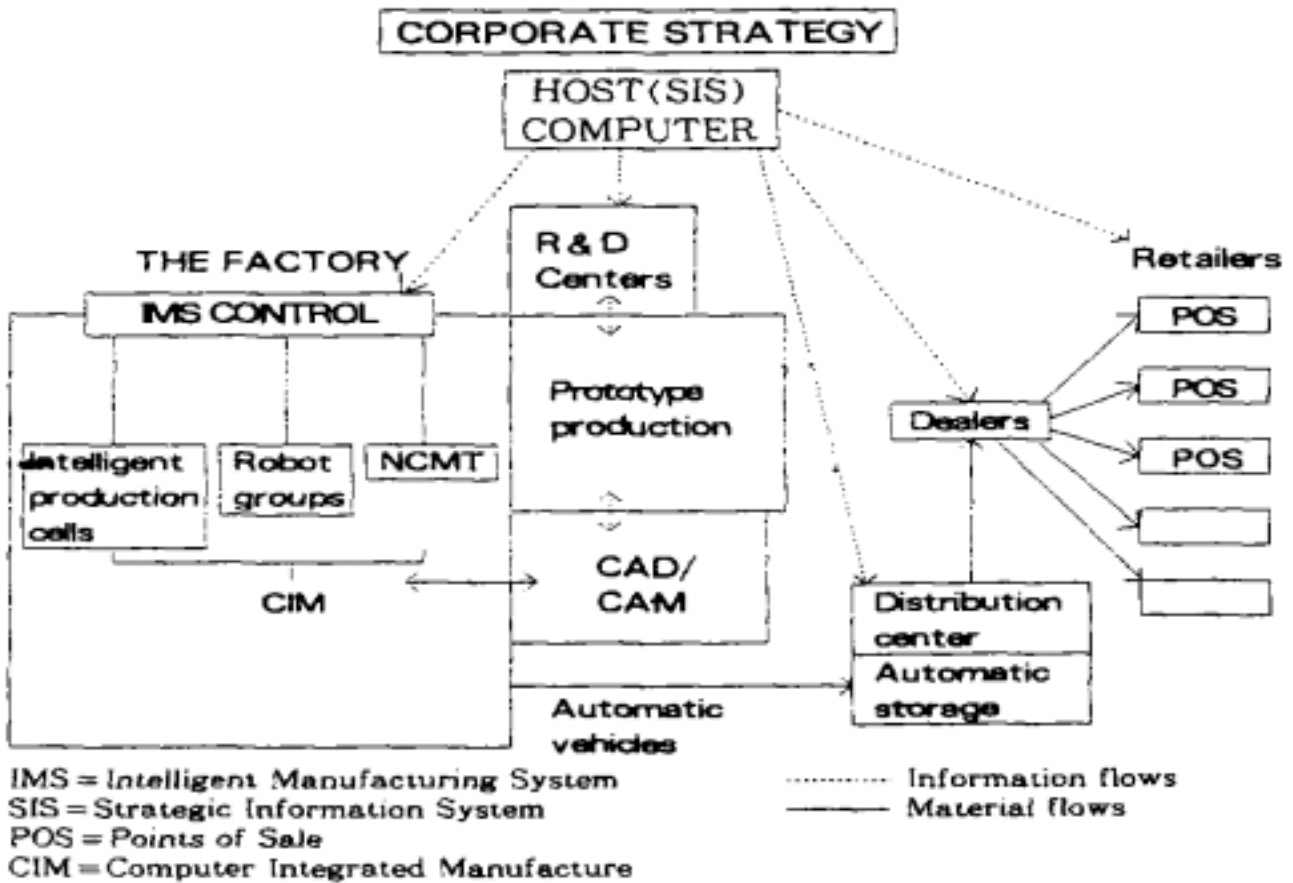 CORPORATE STRATEGY
HOST(SIS)
COMPUTER
R & D
Centers
THE FACTORY
Retailers
IMS CONTROL
POS
Prototype
production
POS
Dealers
Intelligent
production
cells
Robot
groups
NCMT
POS
CAD/
CAM
CIM
Distribution
center
Automatic
storage
Automatic
vehicles
IMS = Intelligent Manufacturing System
SIS = Strategic Information System
POS = Points of Sale
CIM = Computer Integrated Manufacture
Information flows
Material flows